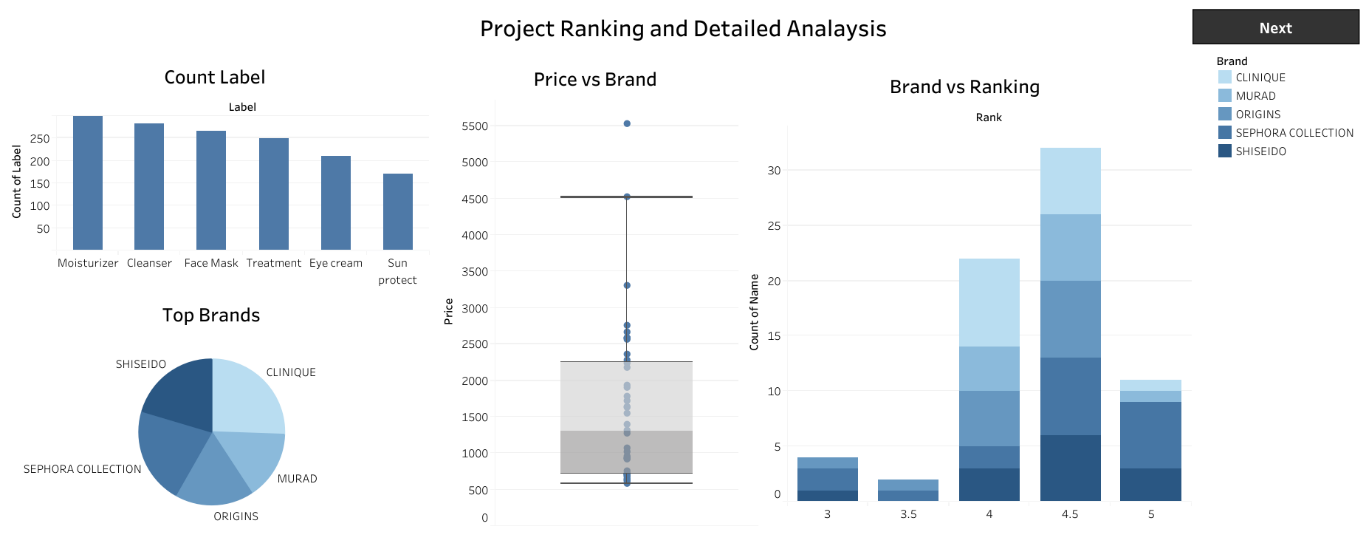 Project Ranking and Detailed Analaysis
Next
Count Label
Label
Count of Label
250
200
150
100
50
Moisturizer Cleanser Face Mask Treatment Eye cream Sun
protect
Top Brands
SHISEIDO
CLINIQUE
SEPHORA COLLECTION
MURAD
ORIGINS
Price vs Brand
Price
5500
5000
4500
4000
3500
3000
2500
2000
1500
1000
500
0
Brand vs Ranking
Rank
Count of Name
30
25
20
15
10
5
0
3 3.5 4 4.5 5
Brand
CLINIQUE
MURAD
ORIGINS
SEPHORA COLLECTION
SHISEIDO